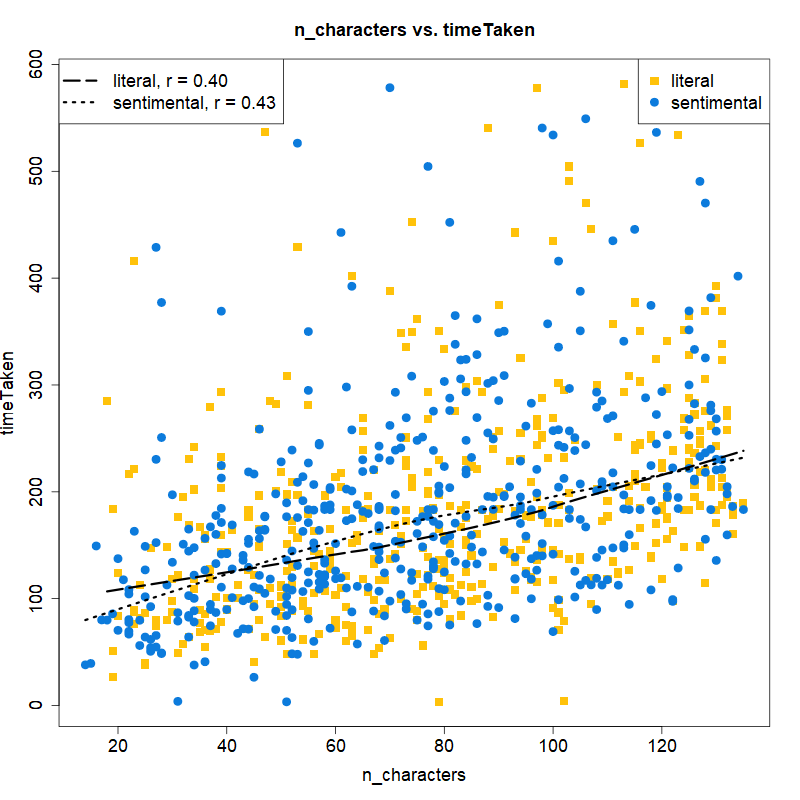 n_characters vs. timeTaken
literal, r = 0.40
sentimental, r = 0.43
literal
sentimental
600
500
400
300
200
100
0
timeTaken
20 40 60 80 100 120
n_characters